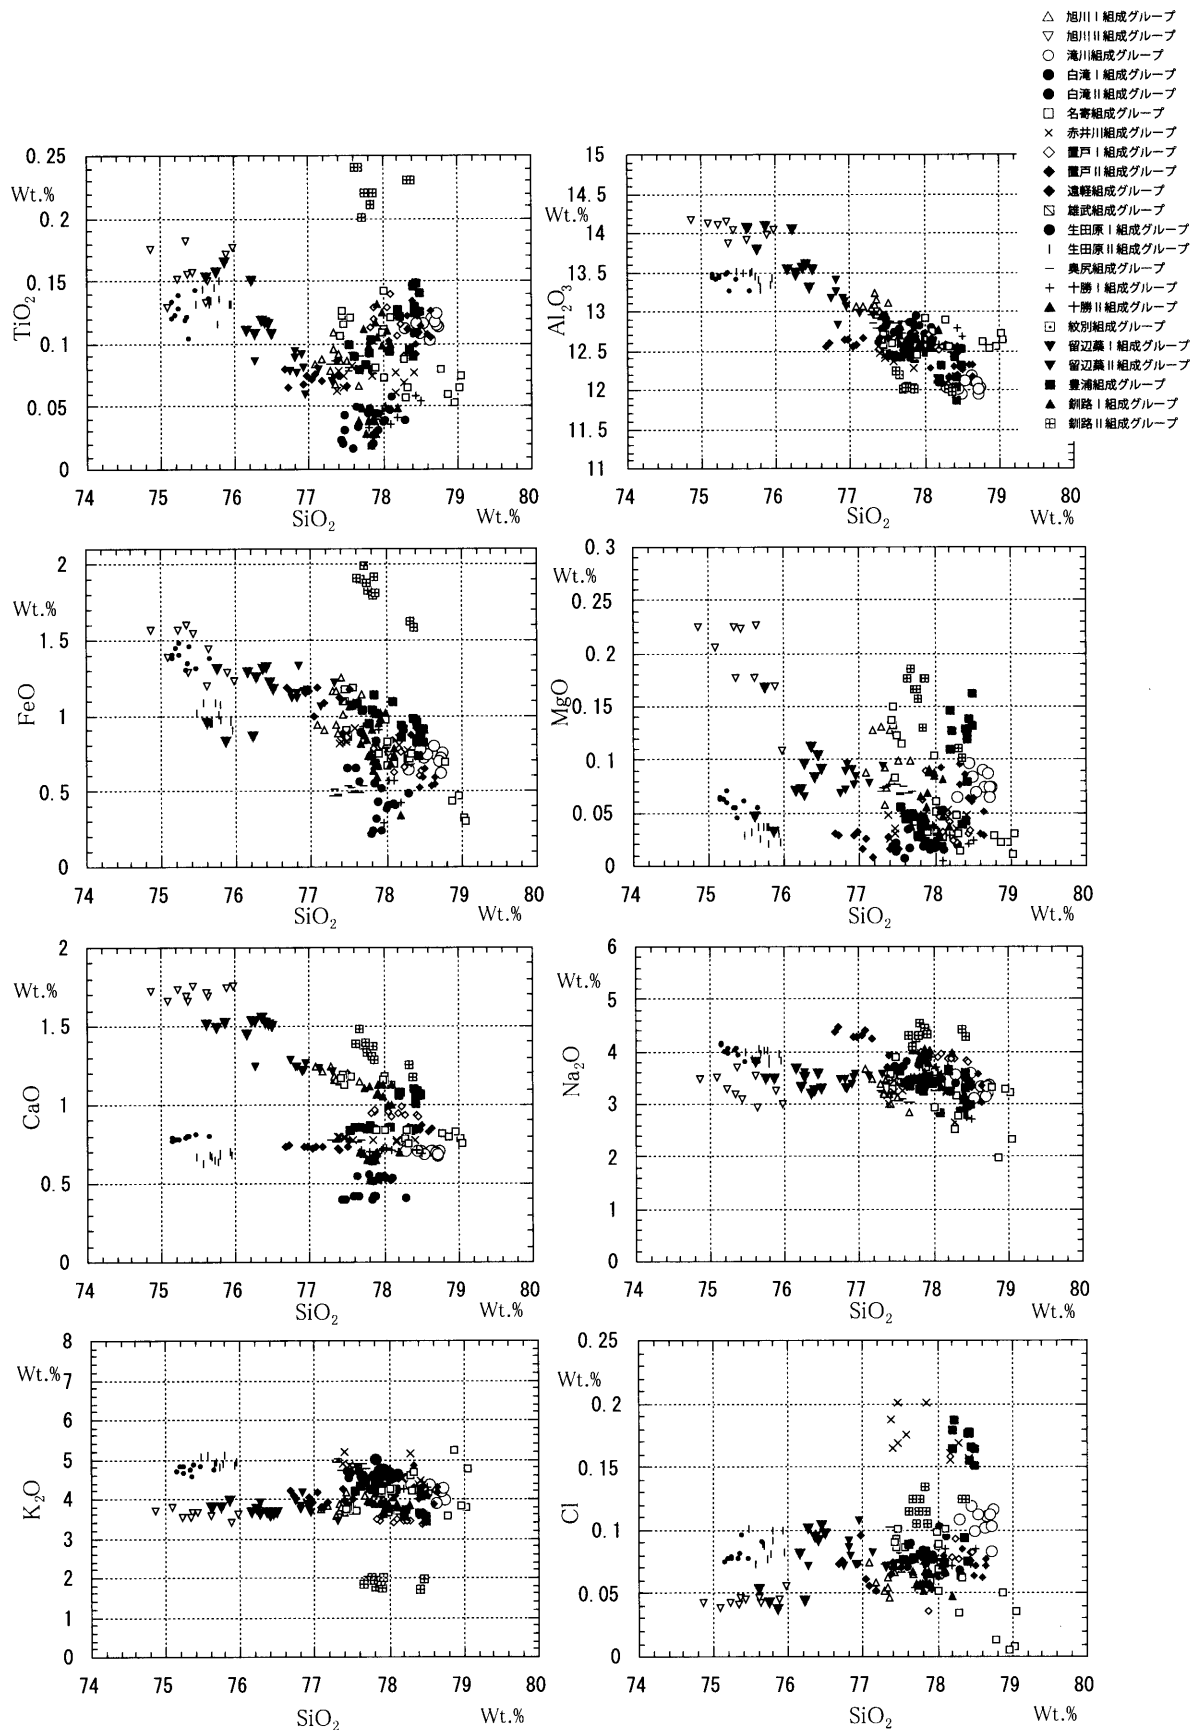 旭川Ⅰ組成グループ
旭川Ⅱ組成グループ
滝川組成グループ
白滝Ⅰ組成グループ
白滝Ⅱ組成グループ
名寄組成グループ
赤井川組成グループ
置戸Ⅰ組成グループ
置戸Ⅱ組成グループ
遠軽組成グループ
雄武組成グループ
生田原Ⅰ組成グループ
生田原Ⅱ組成グループ
奥尻組成グループ
十勝Ⅰ組成グループ
十勝Ⅱ組成グループ
紋別組成グループ
留辺蘂Ⅰ組成グループ
留辺蘂Ⅱ組成グループ
豊浦組成グループ
釧路Ⅰ組成グループ
釧路Ⅱ組成グループ
0.25
Wt.%
0.2
0.15
TiO₂
0.1
0.05
0
74 75 76 77 78 79 80
SiO₂ Wt.%
15
14.5
Wt.%
14
13.5
Al₂O₃
13
12.5
12
11.5
11
74 75 76 77 78 79 80
SiO₂ Wt.%
2
Wt.%
1.5
FeO
1
0.5
0
74 75 76 77 78 79 80
SiO₂ Wt.%
0.3
Wt.%
0.25
0.2
MgO
0.15
0.1
0.05
0
74 75 76 77 78 79 80
SiO₂ Wt.%
2
Wt.%
1.5
CaO
1
0.5
0
74 75 76 77 78 79 80
SiO₂ Wt.%
6
Wt.%
5
4
Na₂O
3
2
1
0
74 75 76 77 78 79 80
SiO₂ Wt.%
8
Wt.%
7
6
5
K₂O
4
3
2
1
0
74 75 76 77 78 79 80
SiO₂ Wt.%
0.25
Wt.%
0.2
0.15
Cl
0.1
0.05
0
74 75 76 77 78 79 80
SiO₂ Wt.%